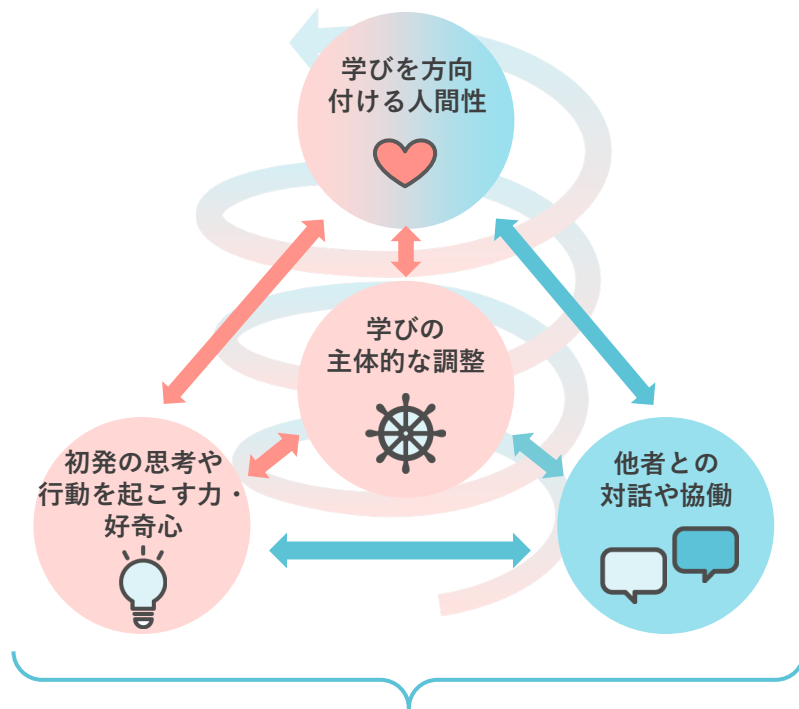 学びを方向
付ける人間性
学びの
主体的な調整
初発の思考や
行動を起こす力・
好奇心
他者との
対話や協働